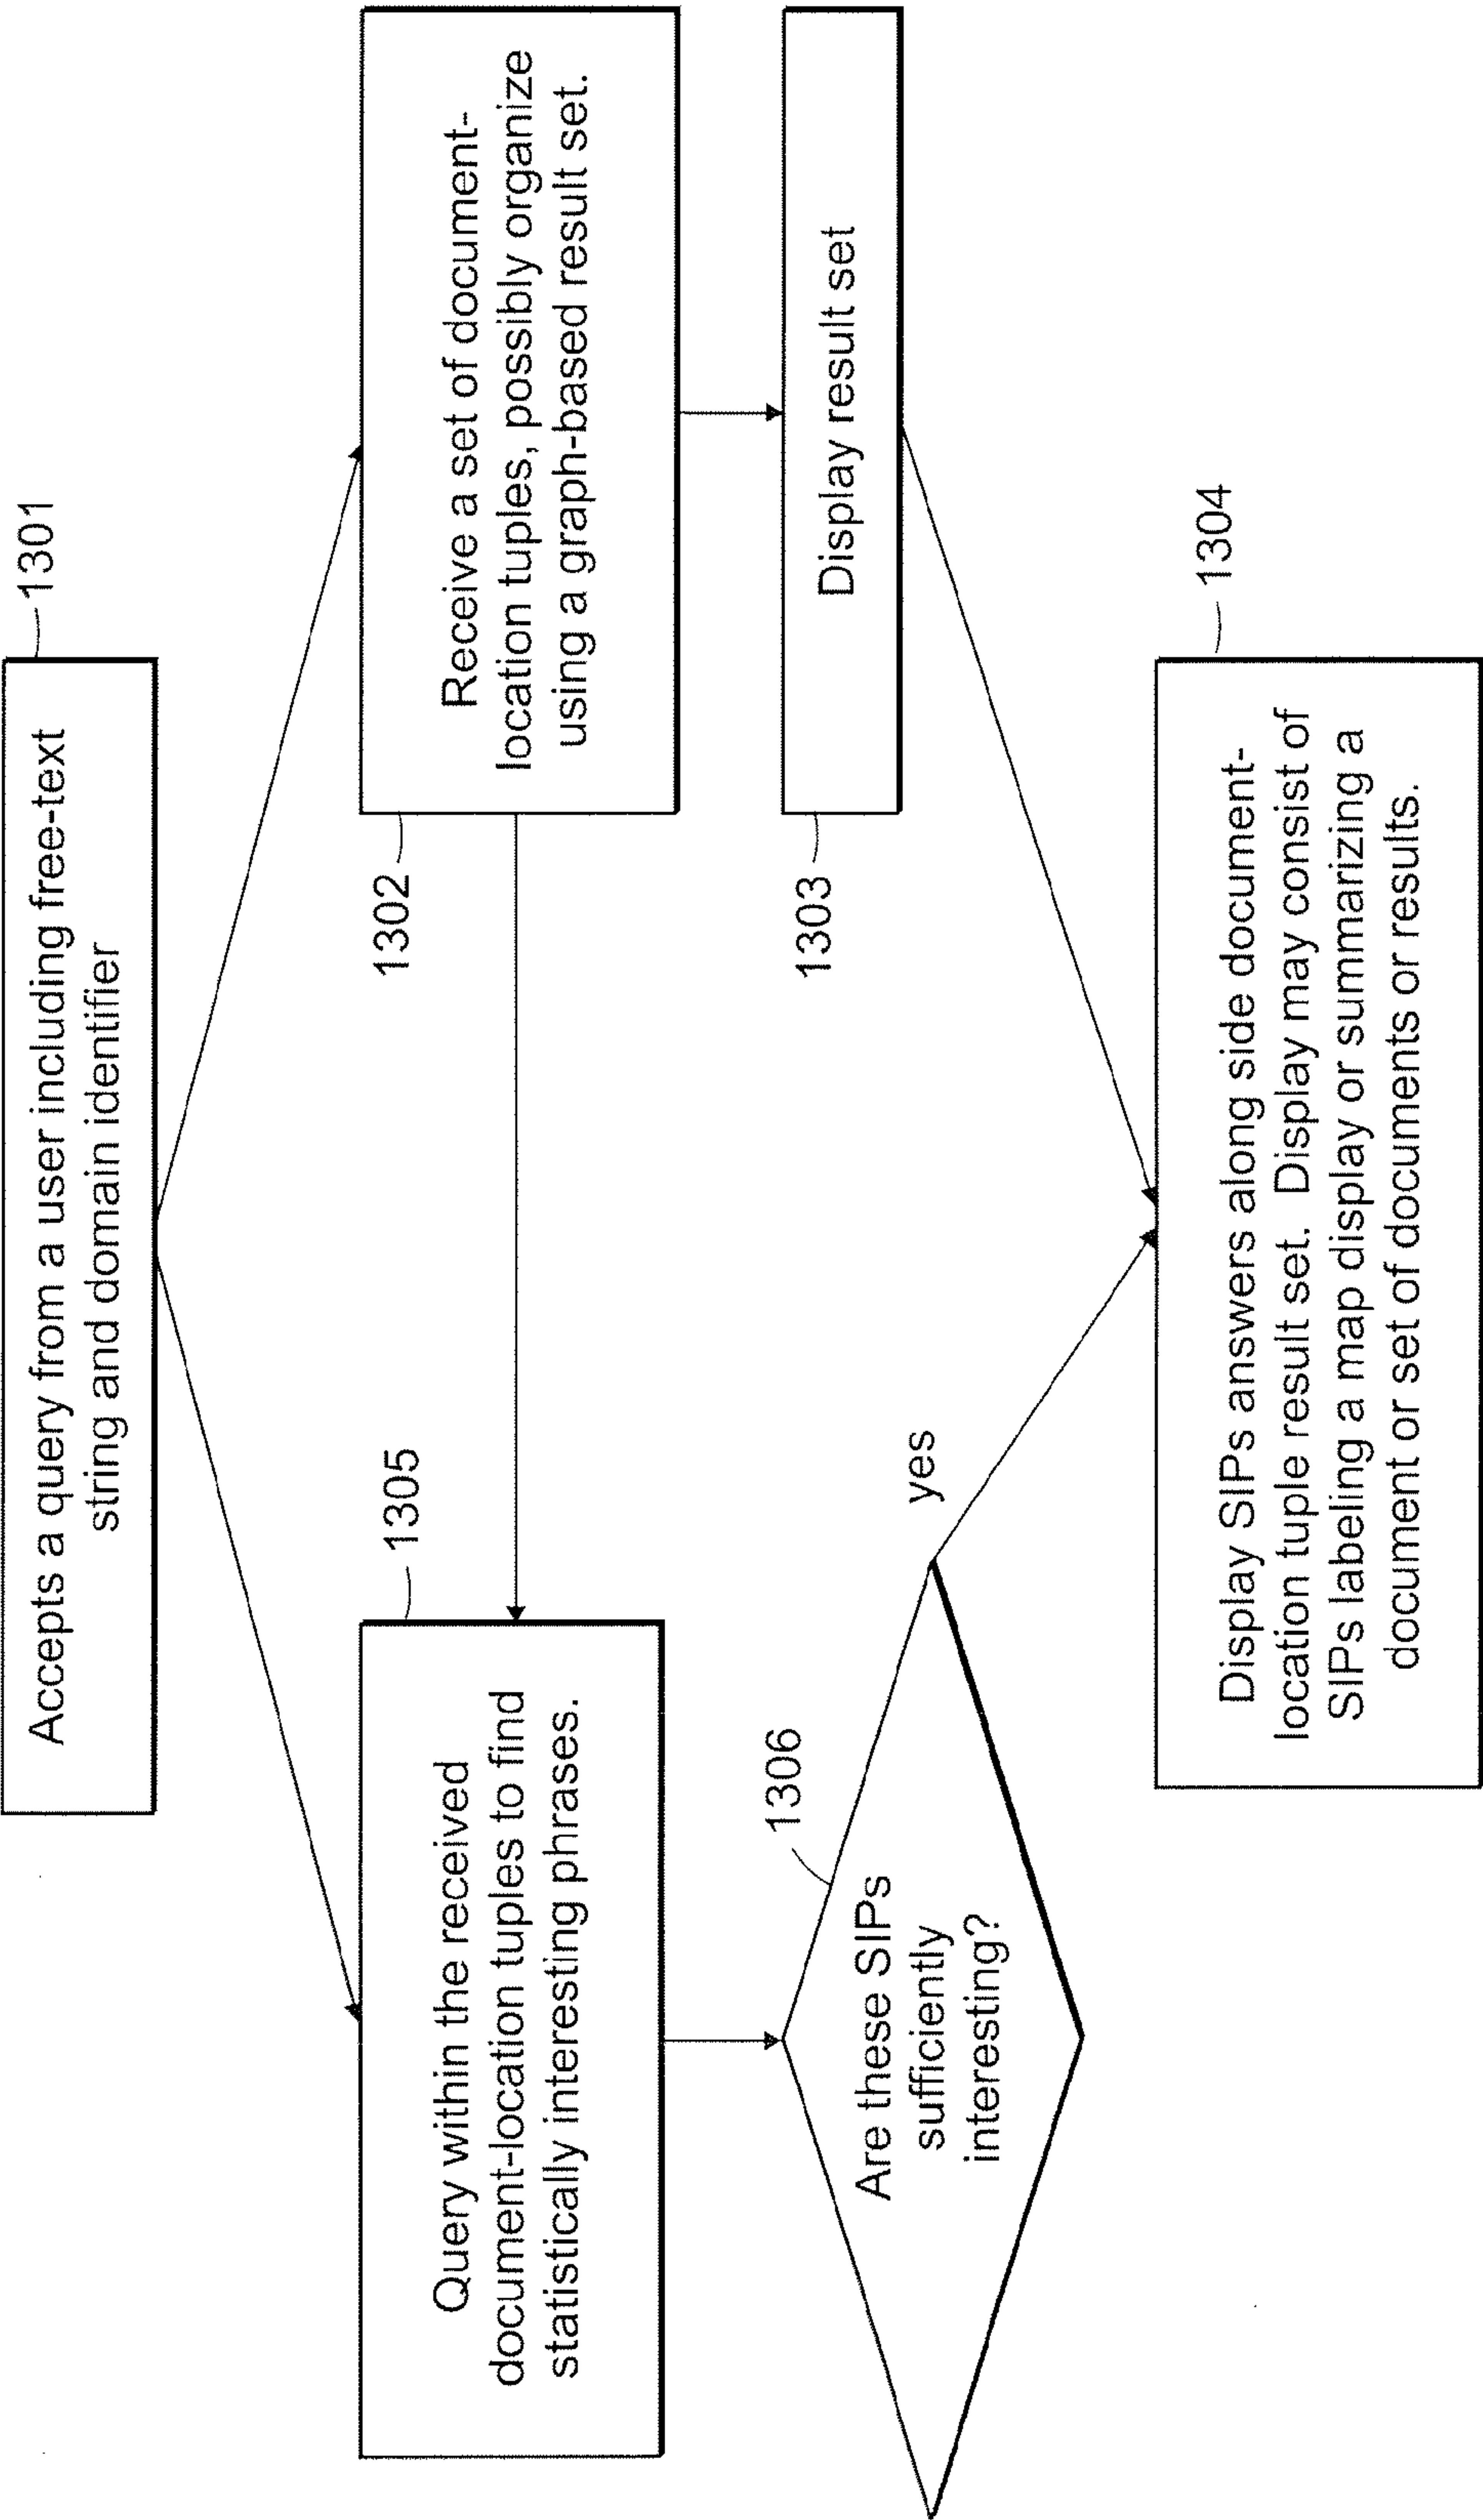 Accepts a query from a user including free-text
string and domain identifier
1301
Query within the received
document-location tuples to find
statistically interesting phrases.
1305
Receive a set of document-
location tuples, possibly organize
using a graph-based result set.
1302
Are these SIPs
sufficiently
interesting?
1306
yes
Display result set
1303
Display SIPs answers along side document-
location tuple result set. Display may consist of
SIPs labeling a map display or summarizing a
document or set of documents or results.
1304